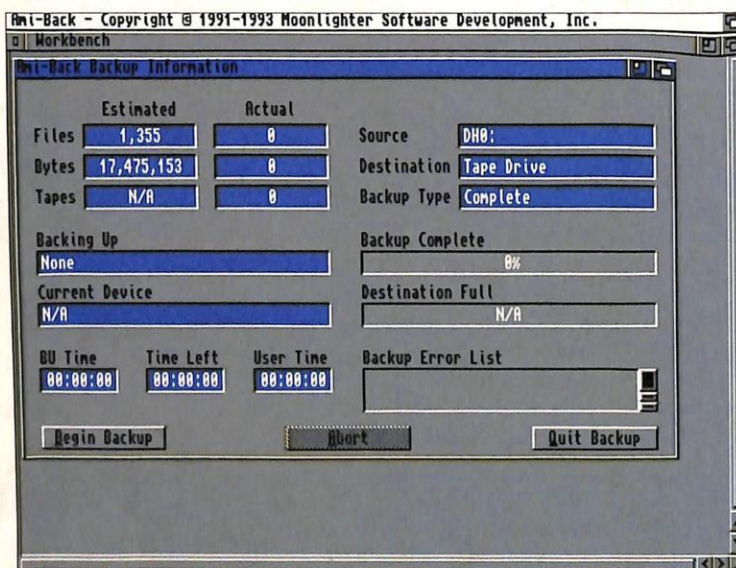 Ami-Back - Copyright © 1991-1993 Moonlighter Software Development, Inc.
Workbench
Ami-Back Backup Information
Estimated Actual
Files 1,355 0 Source DH0:
Bytes 17,475,153 0 Destination Tape Drive
Tapes N/A 0 Backup Type Complete
Backing Up Backup Complete
None 0%
Current Device Destination Full
N/A N/A
BU Time Time Left User Time Backup Error List
00:00:00 00:00:00 00:00:00
Begin Backup Abort Quit Backup